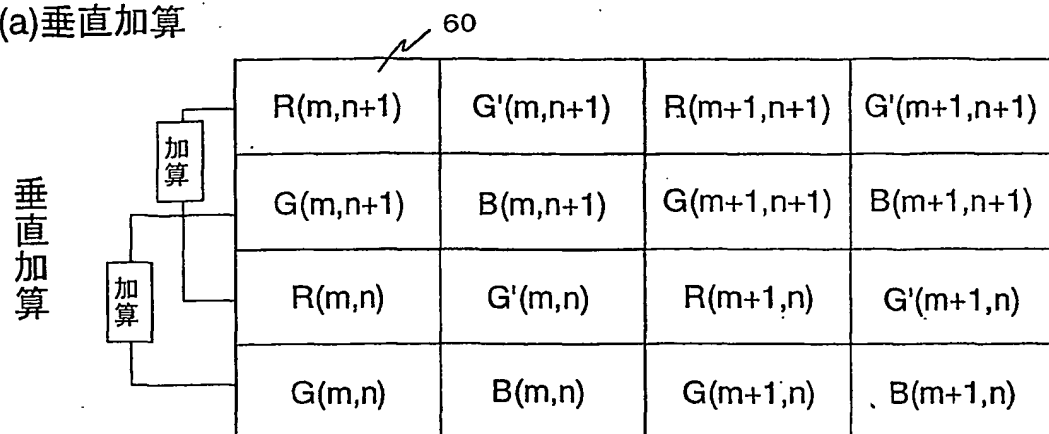 (a)垂直加算
60
R(m,n+1) G'(m,n+1) R(m+1,n+1) G'(m+1,n+1)
加算
G(m,n+1) B(m,n+1) G(m+1,n+1) B(m+1,n+1)
垂直加算
R(m,n) G'(m,n) R(m+1,n) G'(m+1,n)
加算
G(m,n) B(m,n) G(m+1,n) B(m+1,n)